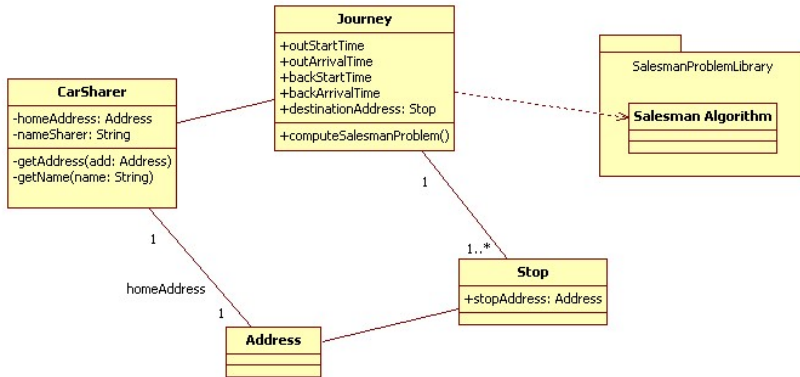 Journey
+outStartTime
+outArrivalTime
+backStartTime
+backArrivalTime
+destinationAddress: Stop
+computeSalesmanProblem()
SalesmanProblemLibrary
Salesman Algorithm
CarSharer
-homeAddress: Address
-nameSharer: String
-getAddress(add: Address)
-getName(name: String)
1
1..*
Stop
+stopAddress: Address
1
homeAddress
1
Address